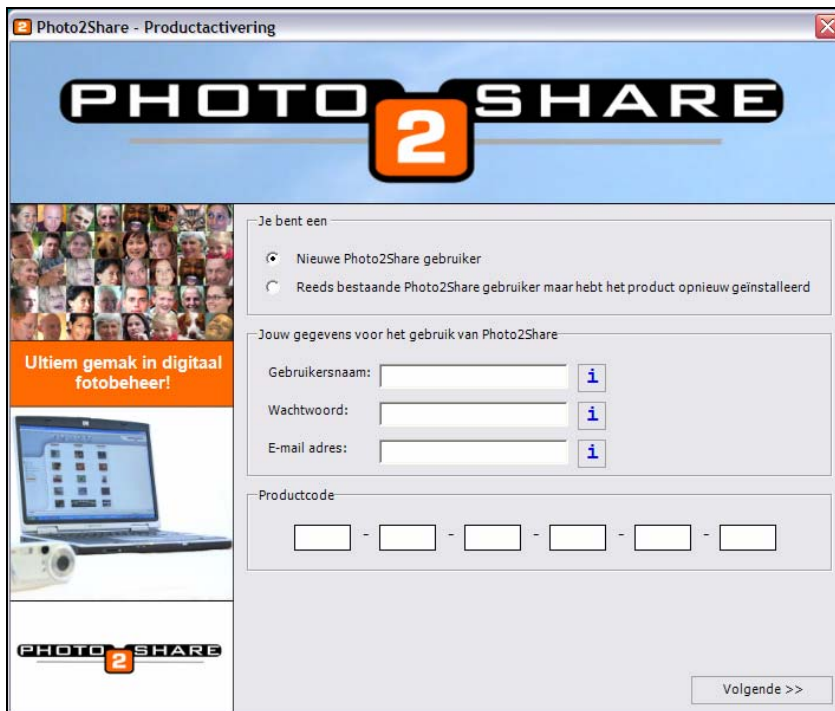 2 Photo2Share - Productactivering
PHOTO 2 SHARE
Je bent een
Nieuwe Photo2Share gebruiker
Reeds bestaande Photo2Share gebruiker maar hebt het product opnieuw geïnstalleerd
Ultiem gemak in digitaal
fotobeheer!
Jouw gegevens voor het gebruik van Photo2Share
Gebruikersnaam:
i
Wachtwoord:
i
E-mail adres:
i
Productcode
- - - - -
PHOTO 2 SHARE
Volgende >>